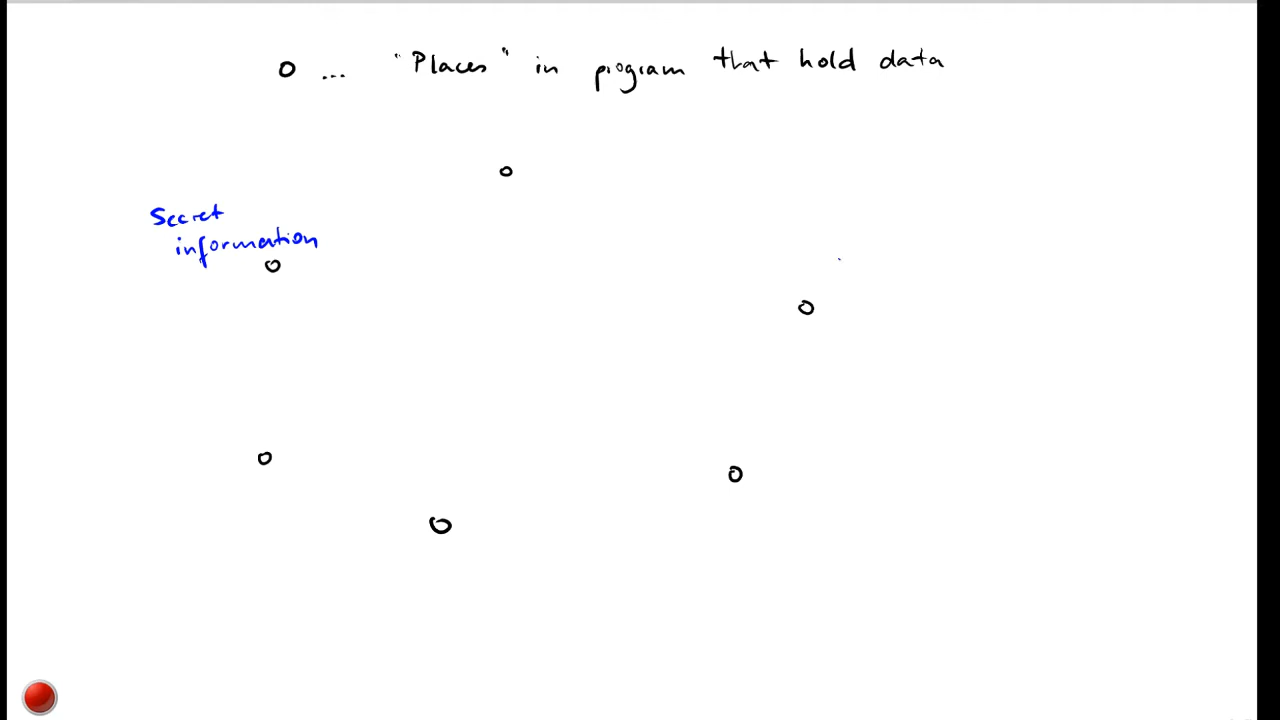 o ... "Places" in program that hold data
Secret
information